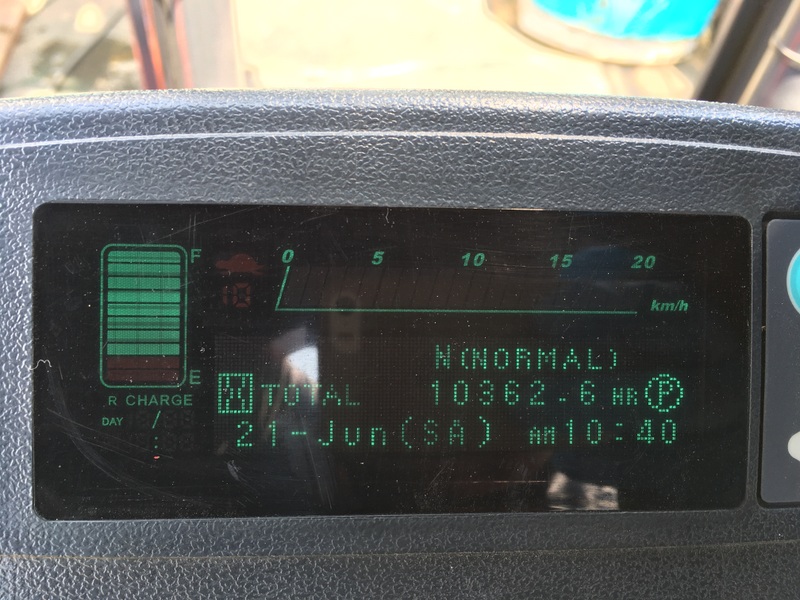 F
0 5 10 15 20
km/h
N(NORMAL)
E
TOTAL 10362.6 HR P
R CHARGE
DAY
21-Jun(SA) AM10:40